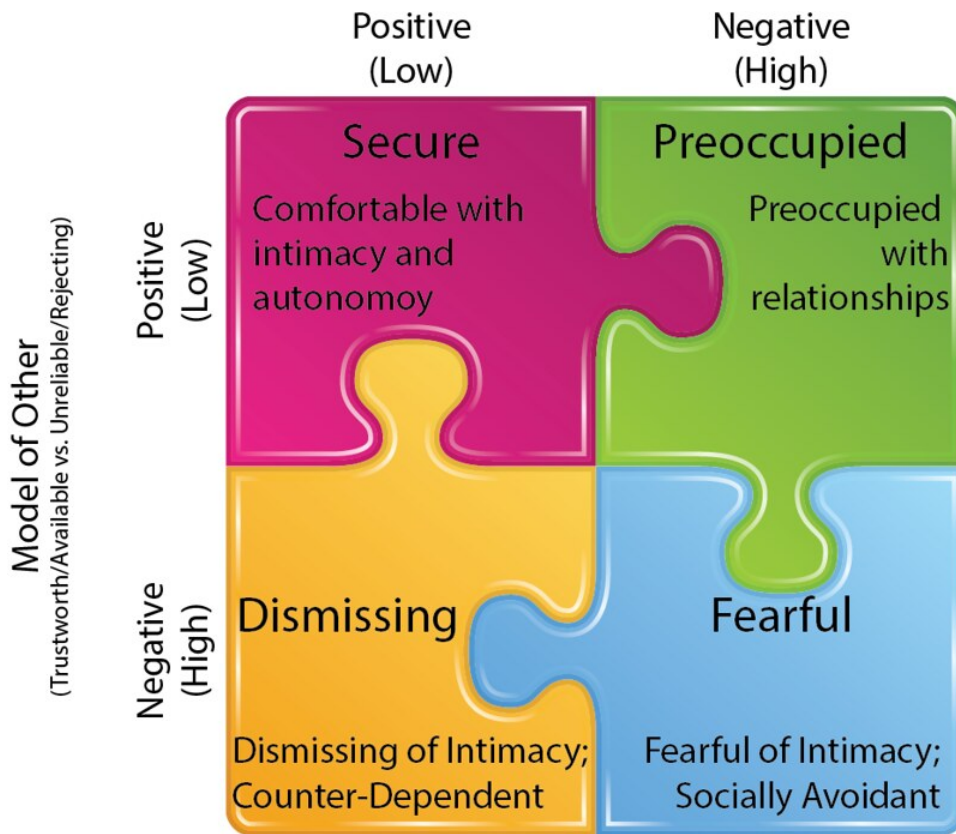 Positive
(Low)
Negative
(High)
Model of Other
(Trustworth/Available vs. Unreliable/Rejecting)
Positive
(Low)
Secure
Comfortable with
intimacy and
autonomoy
Preoccupied
Preoccupied
with
relationships
Negative
(High)
Dismissing
Dismissing of Intimacy;
Counter-Dependent
Fearful
Fearful of Intimacy;
Socially Avoidant